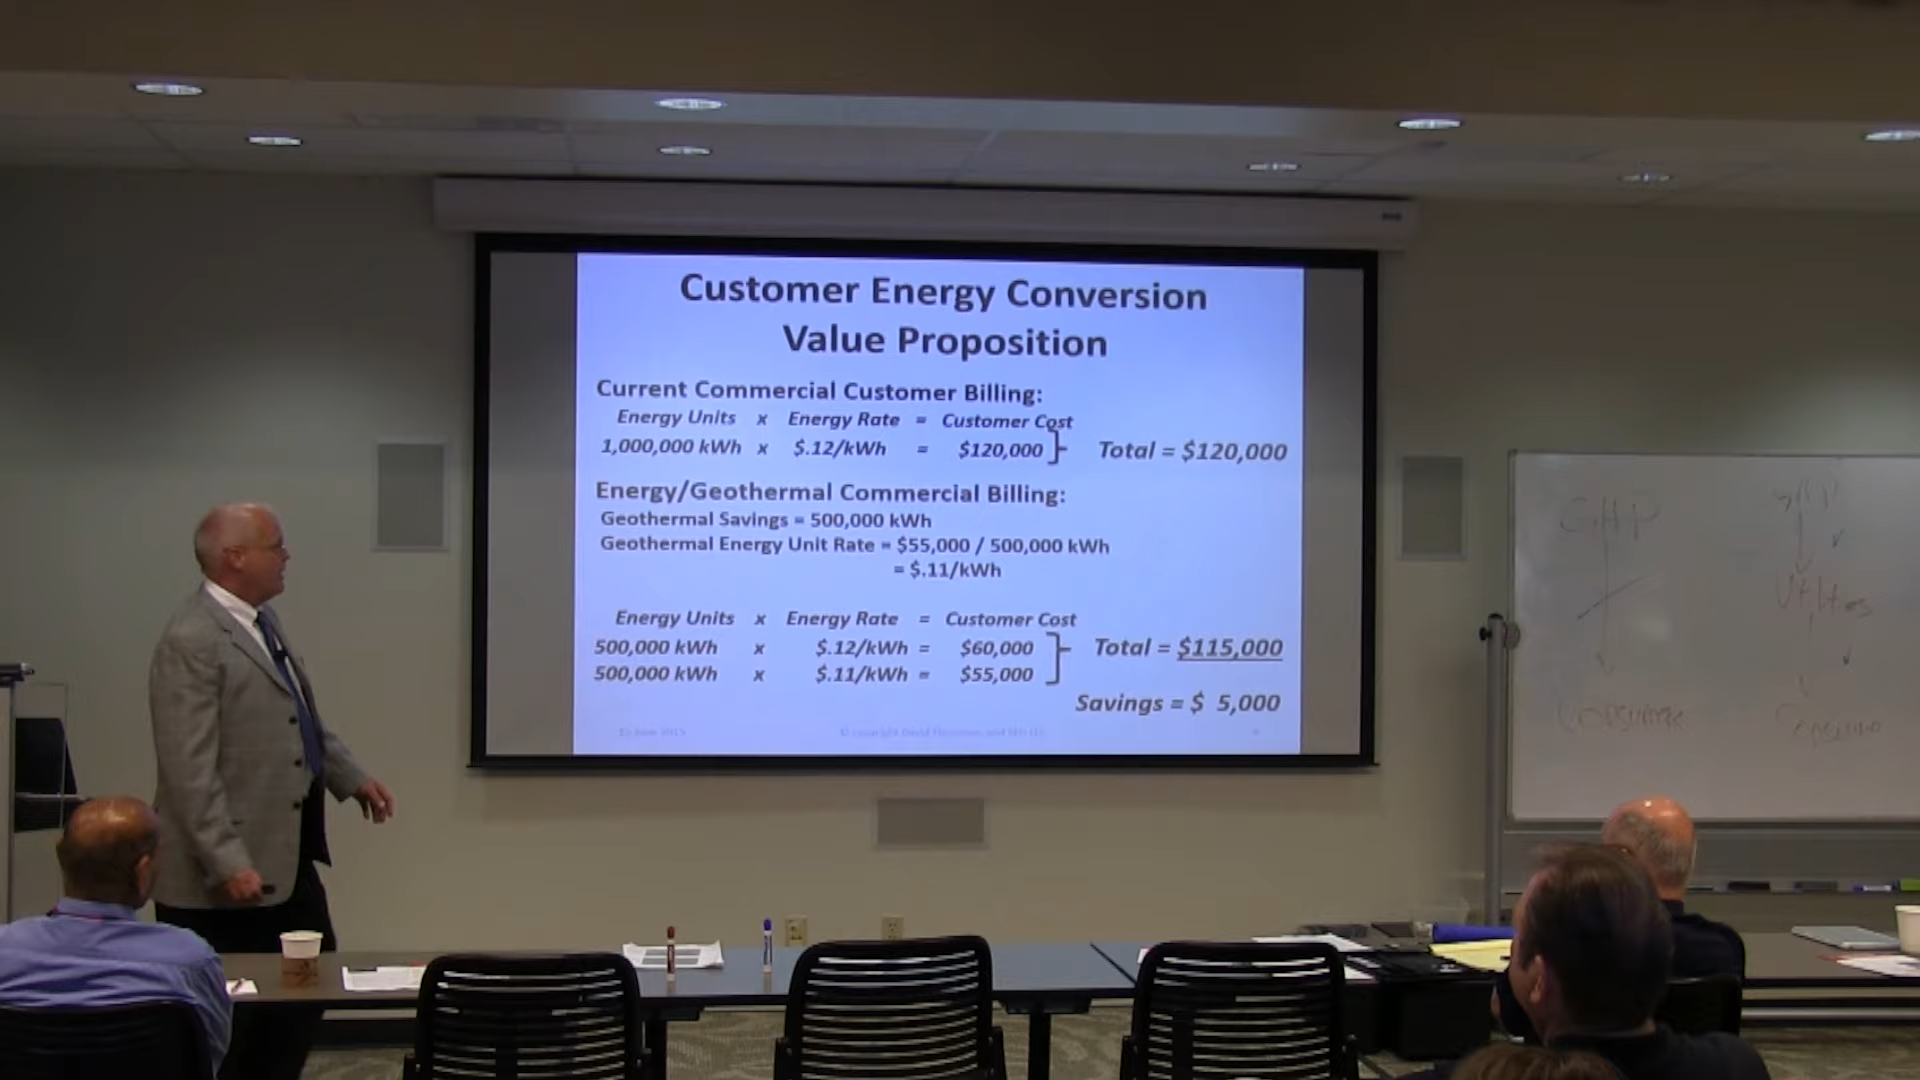 Customer Energy Conversion
Value Proposition
Current Commercial Customer Billing:
Energy Units x Energy Rate = Customer Cost
1,000,000 kWh x $.12/kWh = $120,000 Total = $120,000
Energy/Geothermal Commercial Billing:
Geothermal Savings = 500,000 kWh
Geothermal Energy Unit Rate = $55,000 / 500,000 kWh
= $.11/kWh
Energy Units x Energy Rate = Customer Cost
500,000 kWh x $.12/kWh = $60,000 Total = $115,000
500,000 kWh x $.11/kWh = $55,000
Savings = $ 5,000
GHP
Utilities